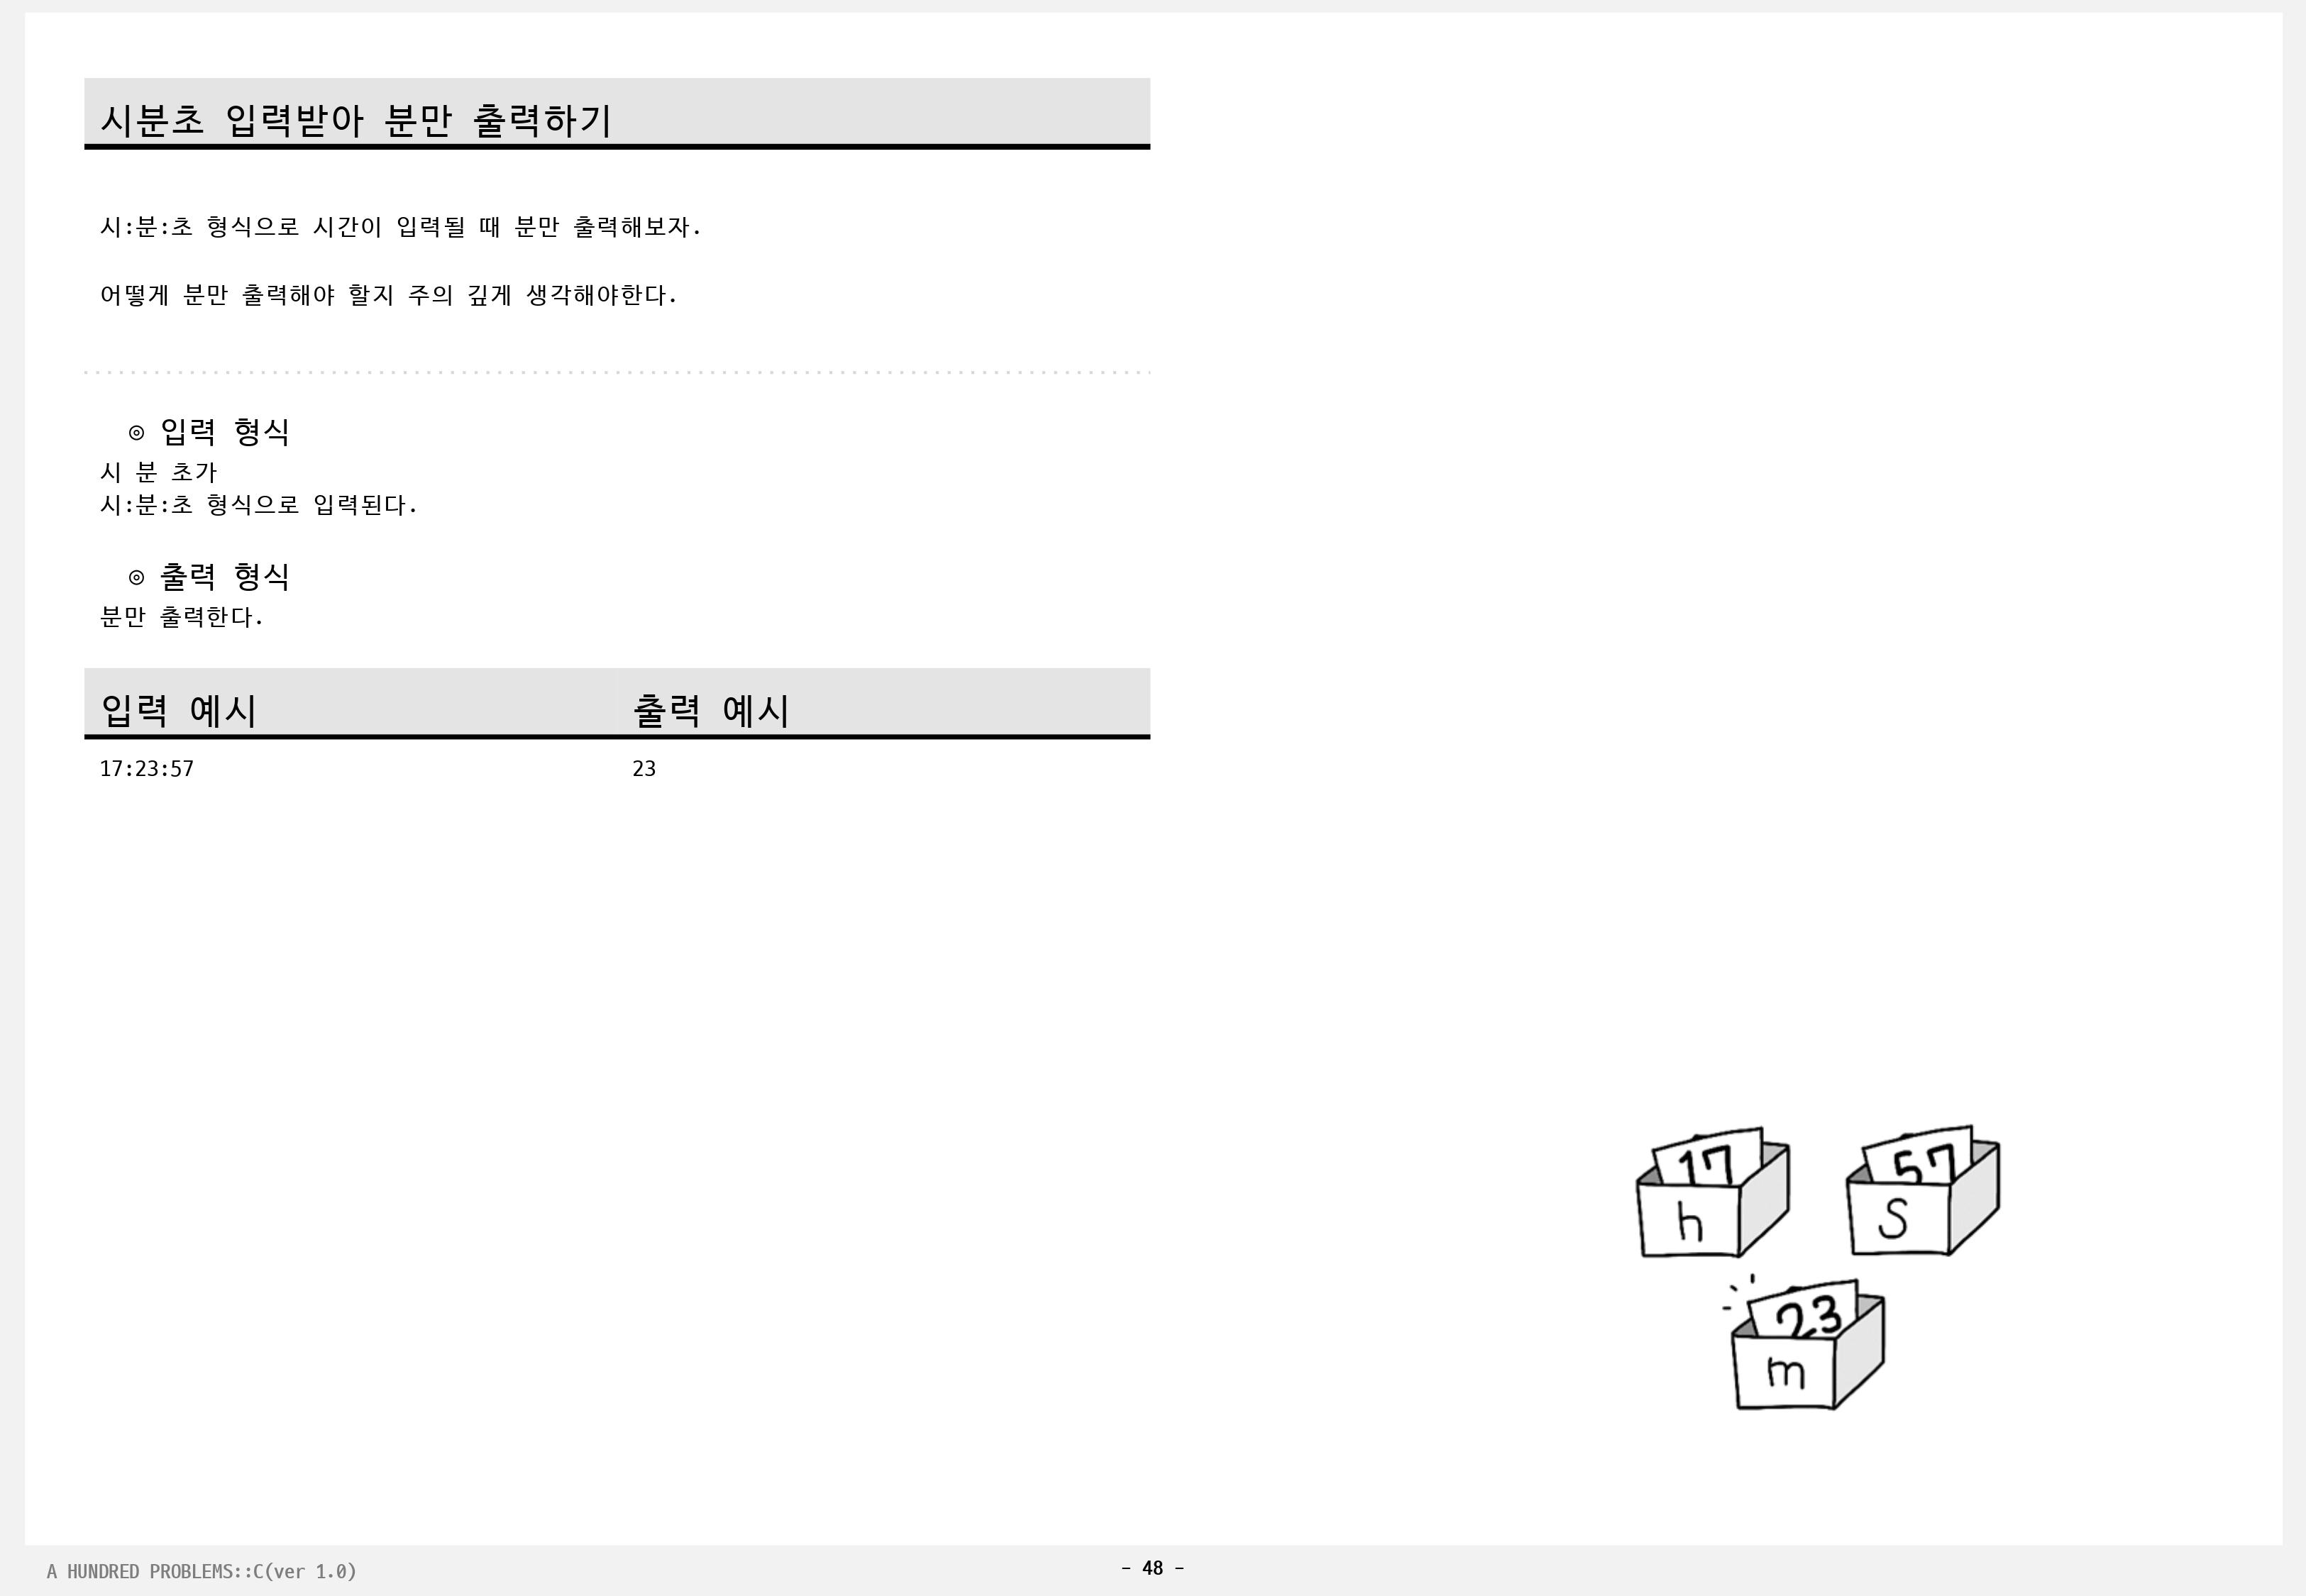 시분초 입력받아 분만 출력하기
시:분:초 형식으로 시간이 입력될 때 분만 출력해보자.
어떻게 분만 출력해야 할지 주의 깊게 생각해야한다.
◎ 입력 형식
시 분 초가
시:분:초 형식으로 입력된다.
◎ 출력 형식
분만 출력한다.
입력 예시 출력 예시
17:23:57 23
17 57
h S
23
m
A HUNDRED PROBLEMS::C(ver 1.0) - 48 -